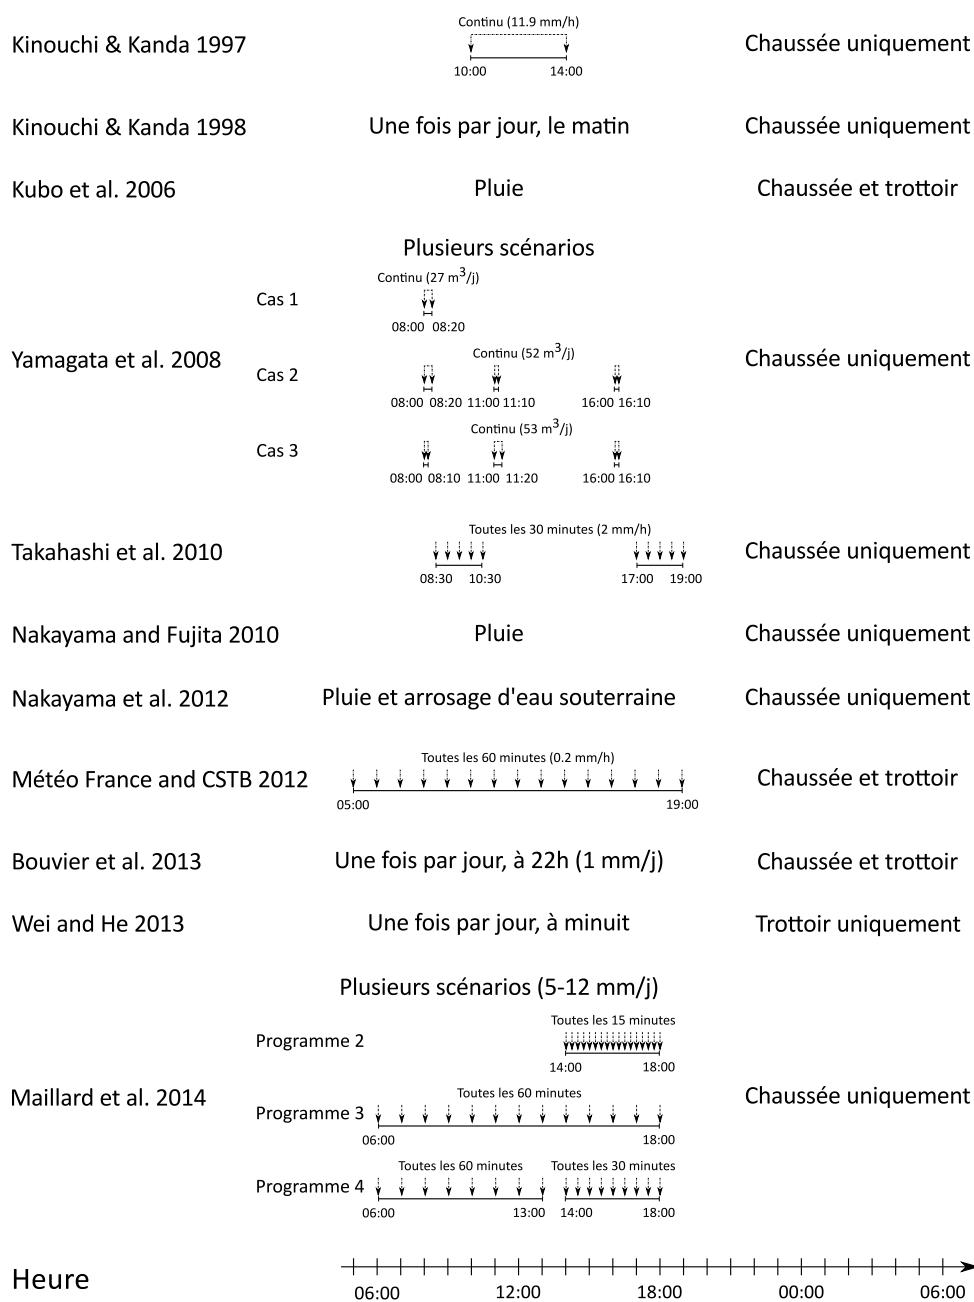 Continu (11.9 mm/h)
Kinouchi & Kanda 1997 Chaussée uniquement
10:00 14:00
Kinouchi & Kanda 1998 Une fois par jour, le matin Chaussée uniquement
Kubo et al. 2006 Pluie Chaussée et trottoir
Plusieurs scénarios
Continu (27 m³/j)
Cas 1
08:00 08:20
Continu (52 m³/j)
Yamagata et al. 2008 Chaussée uniquement
Cas 2
08:00 08:20 11:00 11:10 16:00 16:10
Continu (53 m³/j)
Cas 3
08:00 08:10 11:00 11:20 16:00 16:10
Toutes les 30 minutes (2 mm/h)
Takahashi et al. 2010 Chaussée uniquement
08:30 10:30 17:00 19:00
Nakayama and Fujita 2010 Pluie Chaussée uniquement
Nakayama et al. 2012 Pluie et arrosage d'eau souterraine Chaussée uniquement
Toutes les 60 minutes (0.2 mm/h)
Météo France and CSTB 2012 Chaussée et trottoir
05:00 19:00
Bouvier et al. 2013 Une fois par jour, à 22h (1 mm/j) Chaussée et trottoir
Wei and He 2013 Une fois par jour, à minuit Trottoir uniquement
Plusieurs scénarios (5-12 mm/j)
Toutes les 15 minutes
Programme 2
14:00 18:00
Toutes les 60 minutes
Maillard et al. 2014 Chaussée uniquement
Programme 3
06:00 18:00
Toutes les 60 minutes Toutes les 30 minutes
Programme 4
06:00 13:00 14:00 18:00
Heure
06:00 12:00 18:00 00:00 06:00